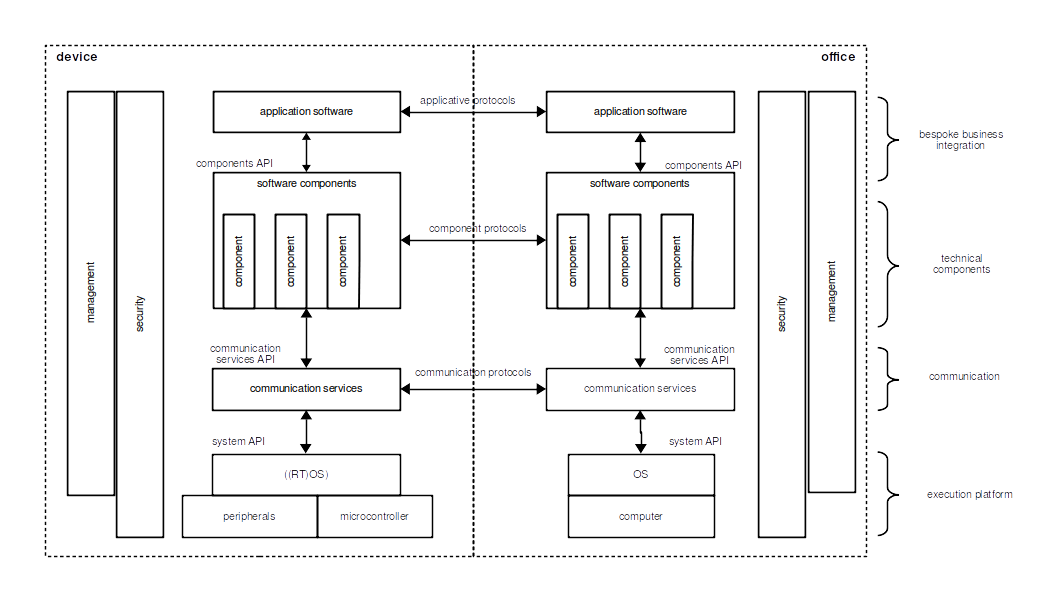 device
office
application software
applicative protocols
application software
bespoke business
integration
components API
components API
software components
software components
component
component
component
component protocols
component
component
component
technical
components
management
security
security
management
communication
services API
communication
services API
communication services
communication protocols
communication services
communication
system API
system API
((RT)OS)
OS
execution platform
peripherals
microcontroller
computer